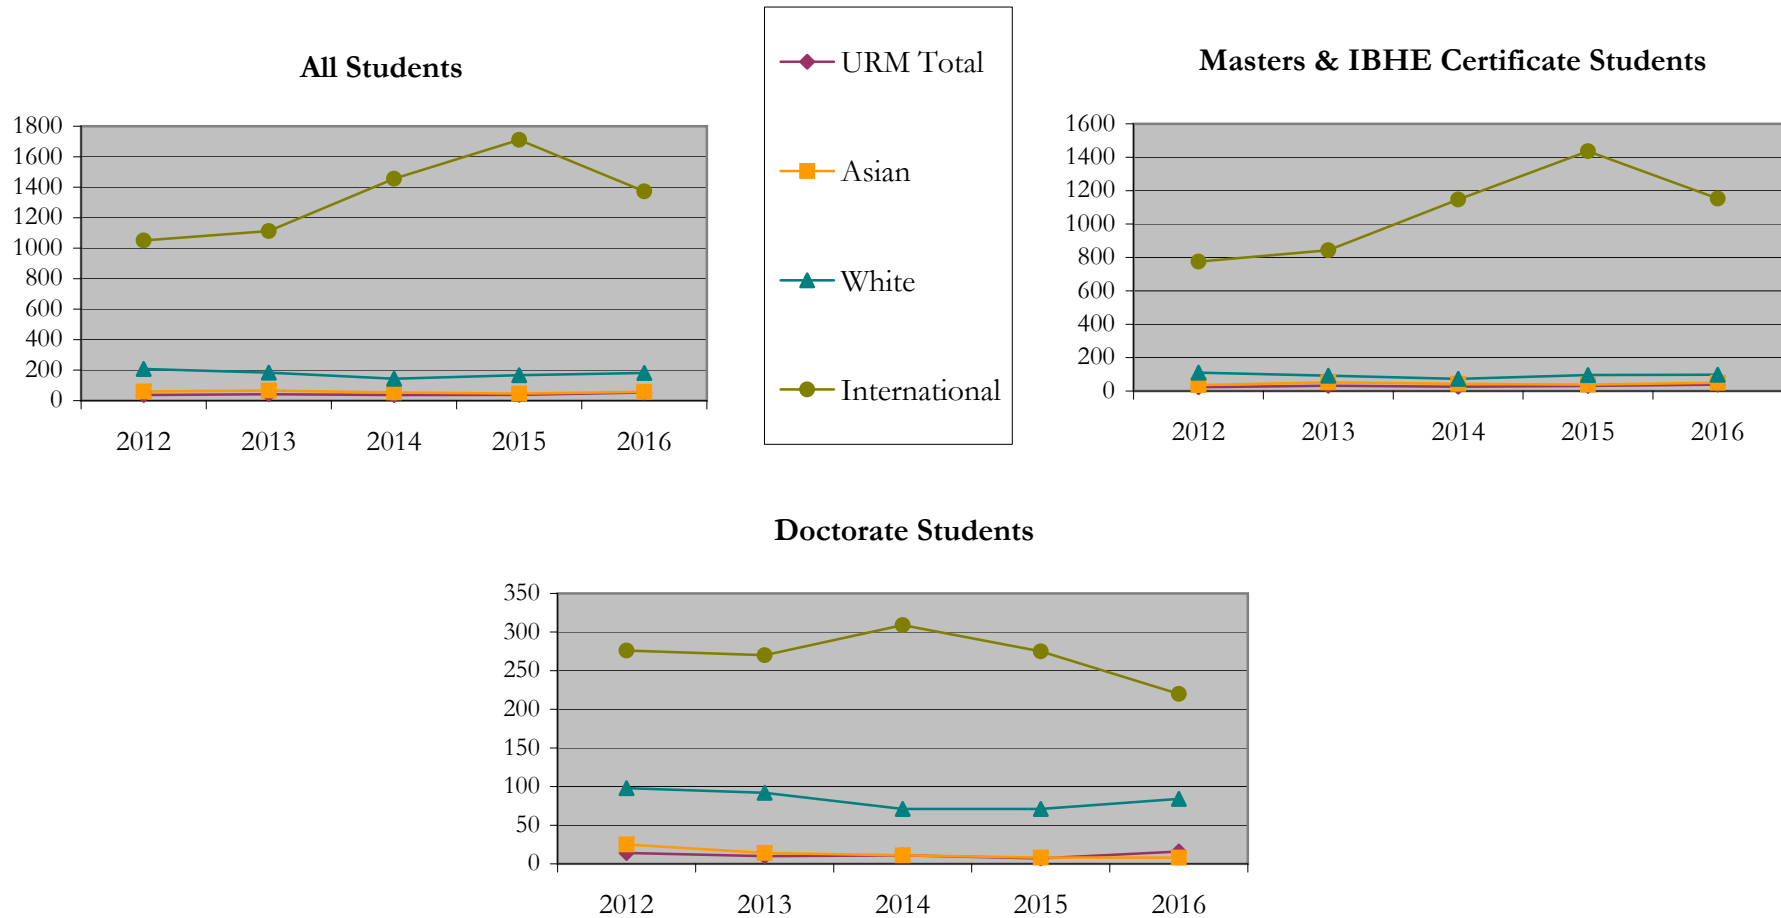 All Students
1800
1600
1400
1200
1000
800
600
400
200
0
2012 2013 2014 2015 2016
URM Total
Asian
White
International
Masters & IBHE Certificate Students
1600
1400
1200
1000
800
600
400
200
0
2012 2013 2014 2015 2016
Doctorate Students
350
300
250
200
150
100
50
0
2012 2013 2014 2015 2016